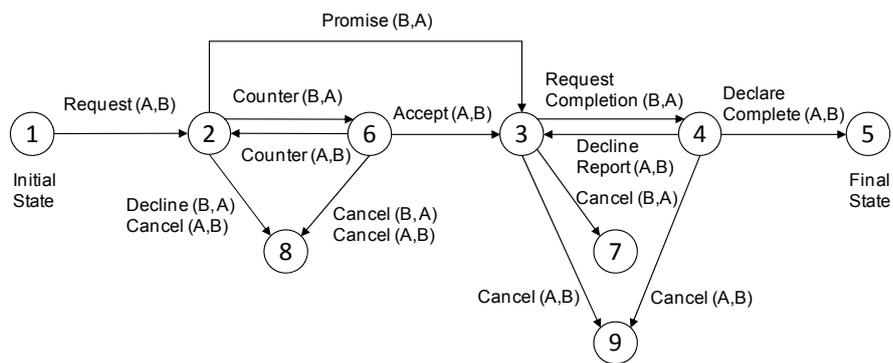 Promise (B,A)
Request (A,B)
Counter (B,A)
Accept (A,B)
Request
Completion (B,A)
Declare
Complete (A,B)
1
2
6
3
4
5
Counter (A,B)
Decline
Report (A,B)
Initial
State
Final
State
Decline (B,A)
Cancel (A,B)
Cancel (B,A)
Cancel (A,B)
Cancel (B,A)
8
7
Cancel (A,B)
Cancel (A,B)
9